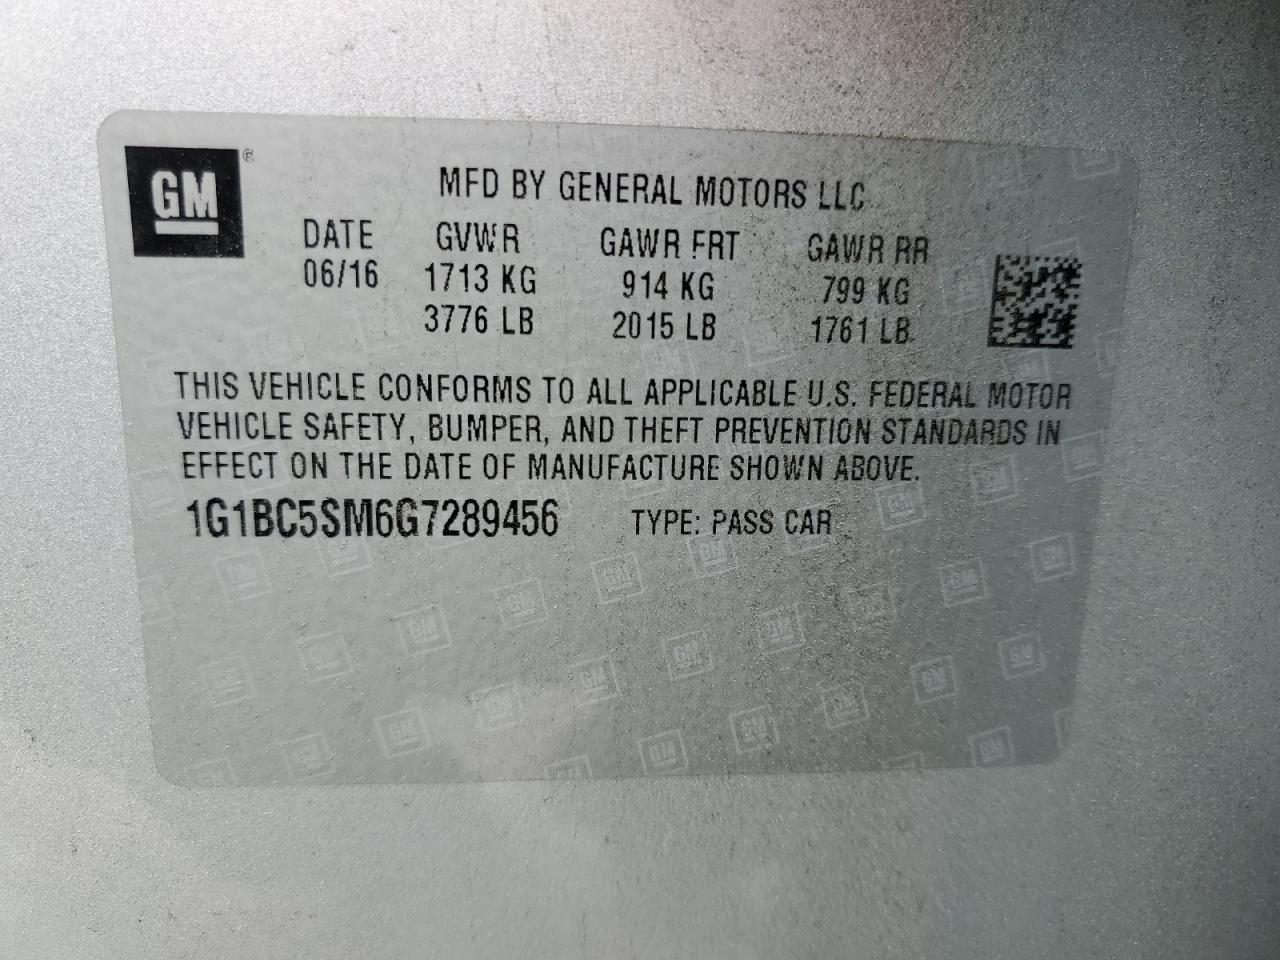 GM ®
MFD BY GENERAL MOTORS LLC
DATE GVWR GAWR FRT GAWR RR
06/16 1713 KG 914 KG 799 KG
3776 LB 2015 LB 1761 LB
THIS VEHICLE CONFORMS TO ALL APPLICABLE U.S. FEDERAL MOTOR
VEHICLE SAFETY, BUMPER, AND THEFT PREVENTION STANDARDS IN
EFFECT ON THE DATE OF MANUFACTURE SHOWN ABOVE.
1G1BC5SM6G7289456 TYPE: PASS CAR